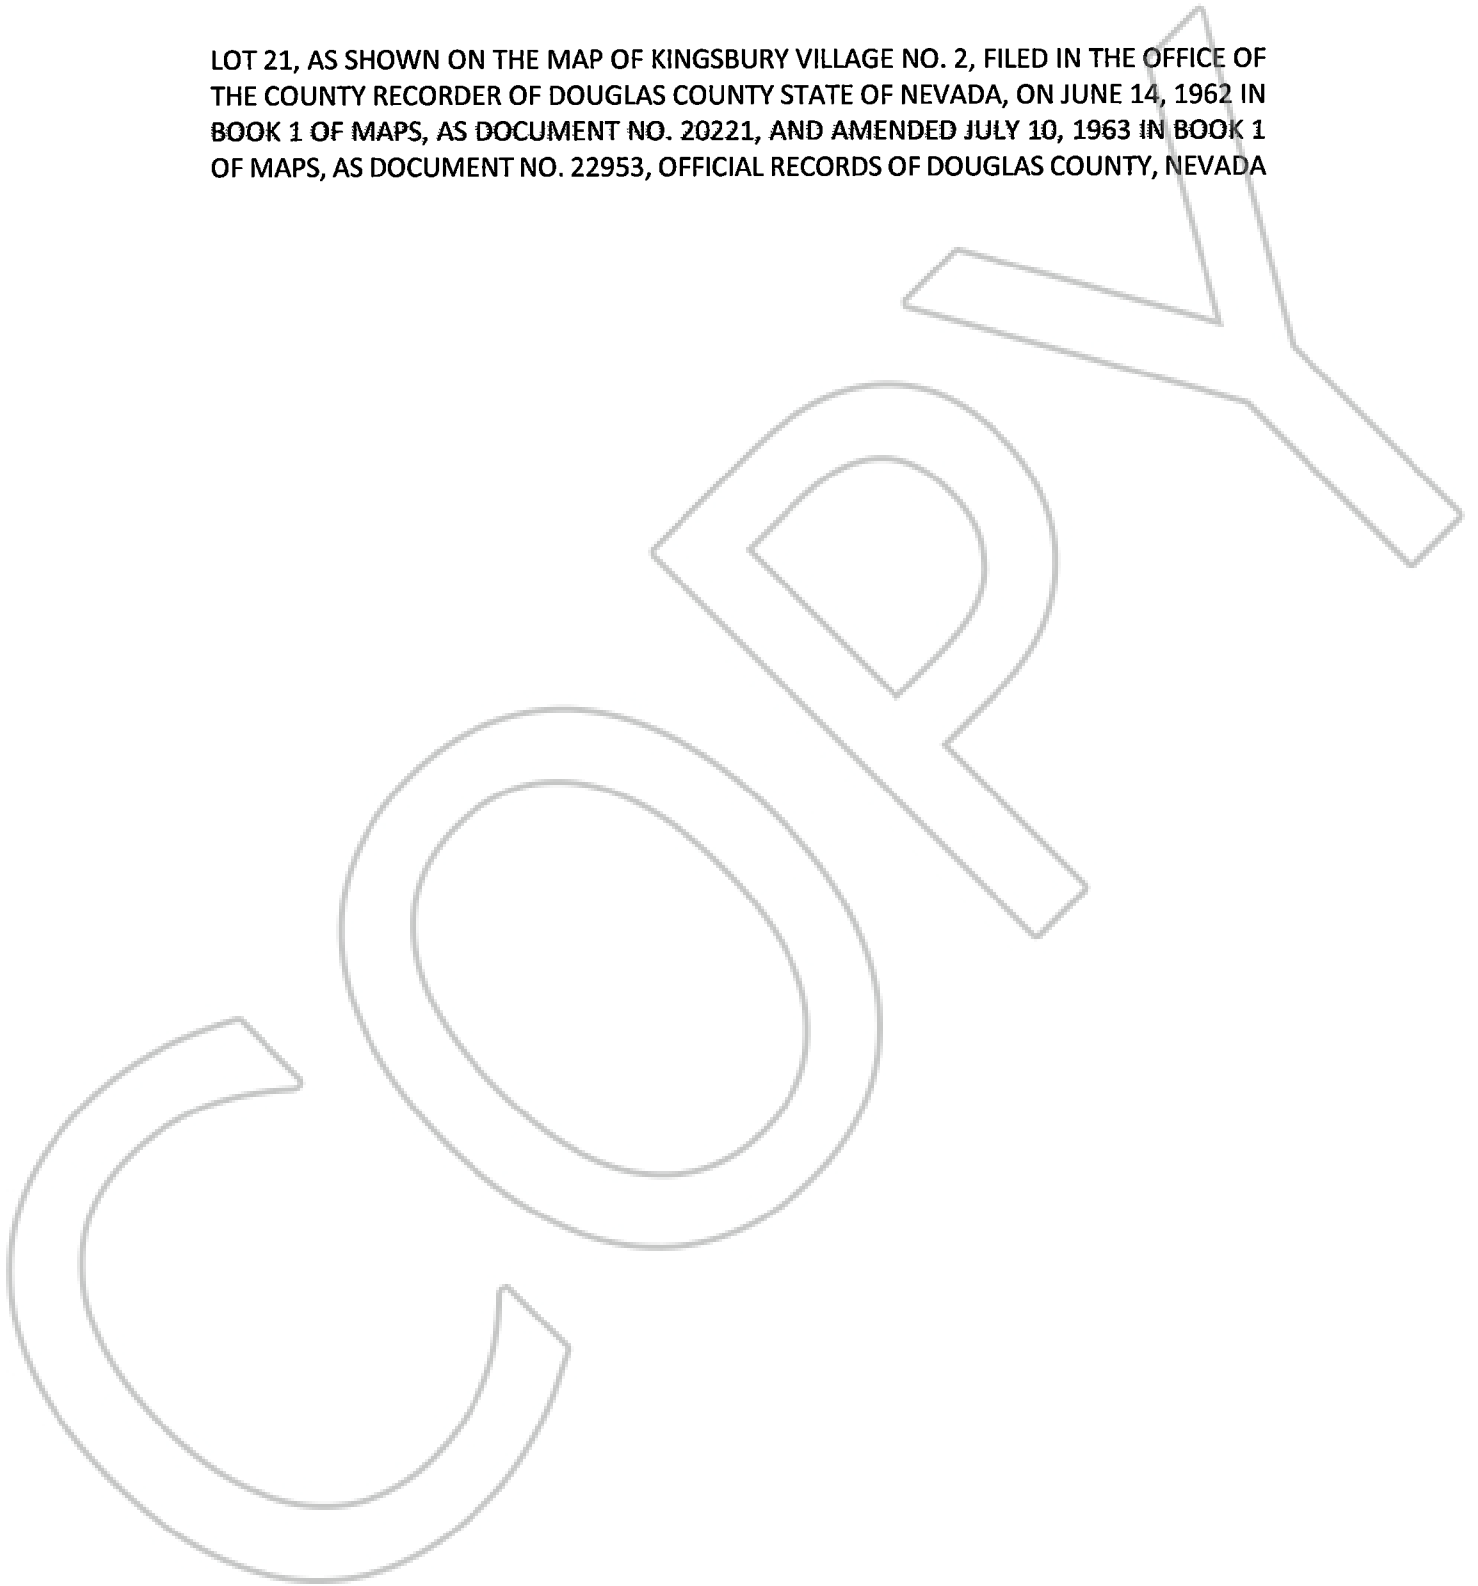 LOT 21, AS SHOWN ON THE MAP OF KINGSBURY VILLAGE NO. 2, FILED IN THE OFFICE OF
THE COUNTY RECORDER OF DOUGLAS COUNTY STATE OF NEVADA, ON JUNE 14, 1962 IN
BOOK 1 OF MAPS, AS DOCUMENT NO. 20221, AND AMENDED JULY 10, 1963 IN BOOK 1
OF MAPS, AS DOCUMENT NO. 22953, OFFICIAL RECORDS OF DOUGLAS COUNTY, NEVADA
COPY